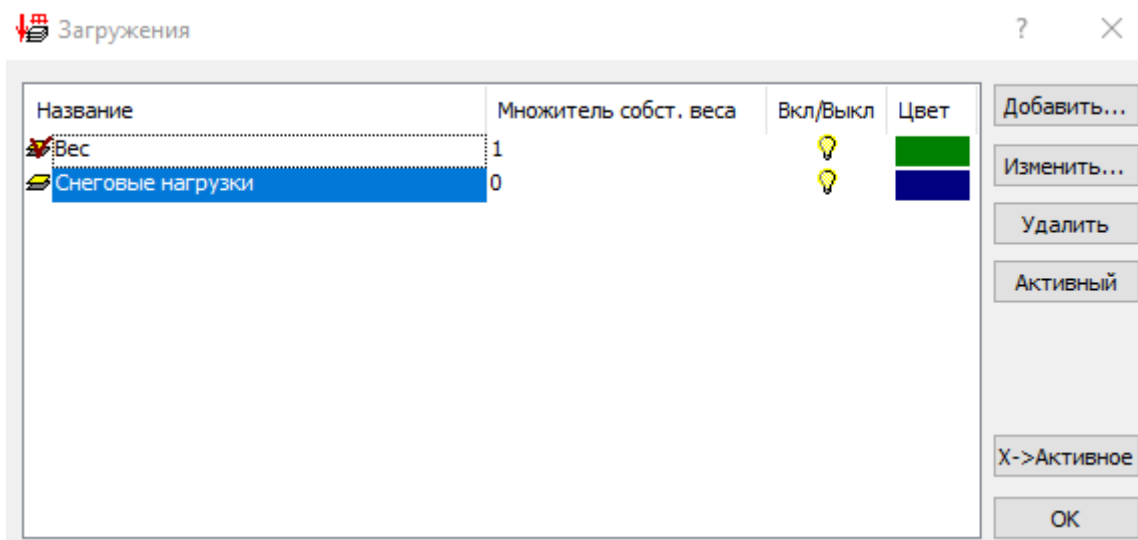 Загружения
Название Множитель собст. веса Вкл/Выкл Цвет
Вес 1
Снеговые нагрузки 0
Добавить...
Изменить...
Удалить
Активный
X->Активное
OK